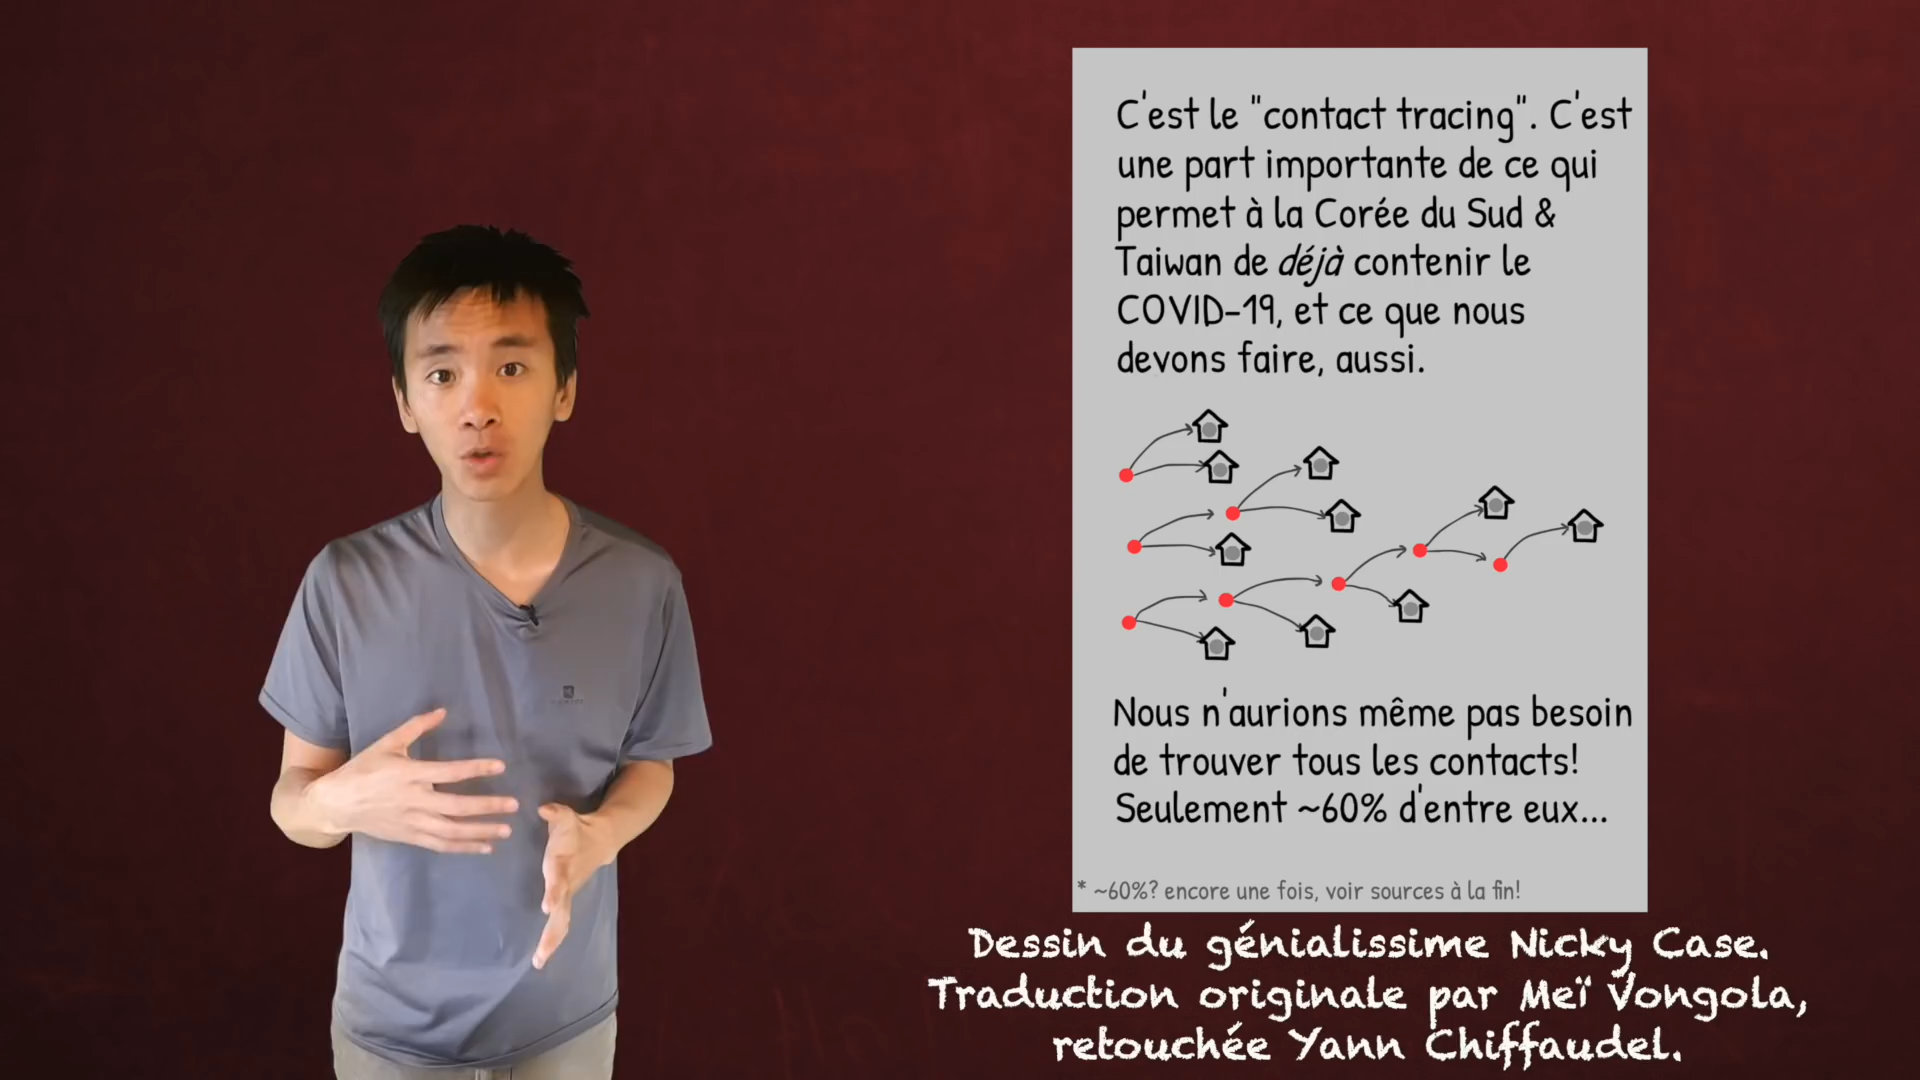 C'est le "contact tracing". C'est
une part importante de ce qui
permet à la Corée du Sud &
Taiwan de déjà contenir le
COVID-19, et ce que nous
devons faire, aussi.
Nous n'aurions même pas besoin
de trouver tous les contacts!
Seulement ~60% d'entre eux...
* ~60%? encore une fois, voir sources à la fin!
Dessin du génialissime Nicky Case.
Traduction originale par Meï Vongola,
retouchée Yann Chiffaudel.